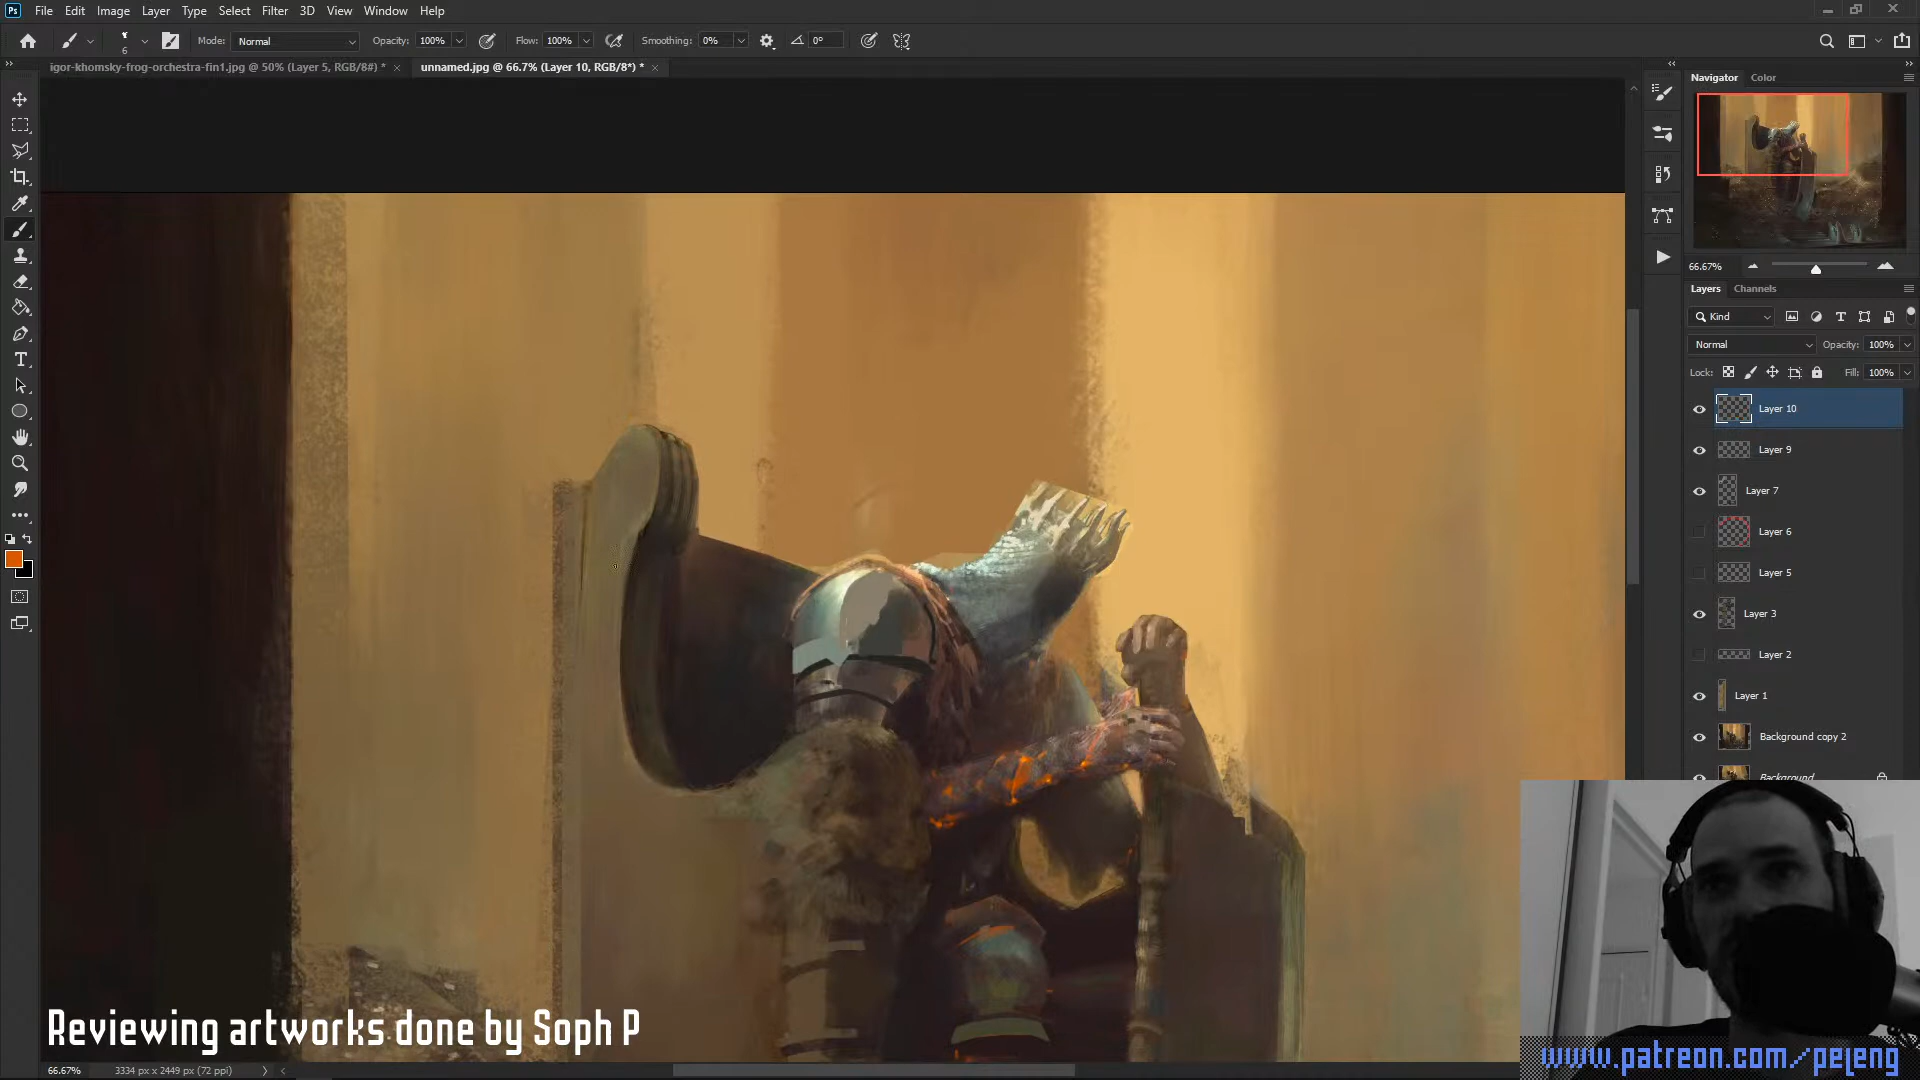 Ps File Edit Image Layer Type Select Filter 3D View Window Help
6 Mode: Normal Opacity: 100% Flow: 100% Smoothing: 0% 0°
igor-khomsky-frog-orchestra-fin1.jpg @ 50% (Layer 5, RGB/8#) * × unnamed.jpg @ 66.7% (Layer 10, RGB/8*) * ×
Navigator Color
66.67%
Layers Channels
Kind
Normal Opacity: 100%
Lock: Fill: 100%
Layer 10
Layer 9
Layer 7
Layer 6
Layer 5
Layer 3
Layer 2
Layer 1
Background copy 2
Background
Reviewing artworks done by Soph P
www.patreon.com/peleng
66.67% 3334 px x 2449 px (72 ppi)